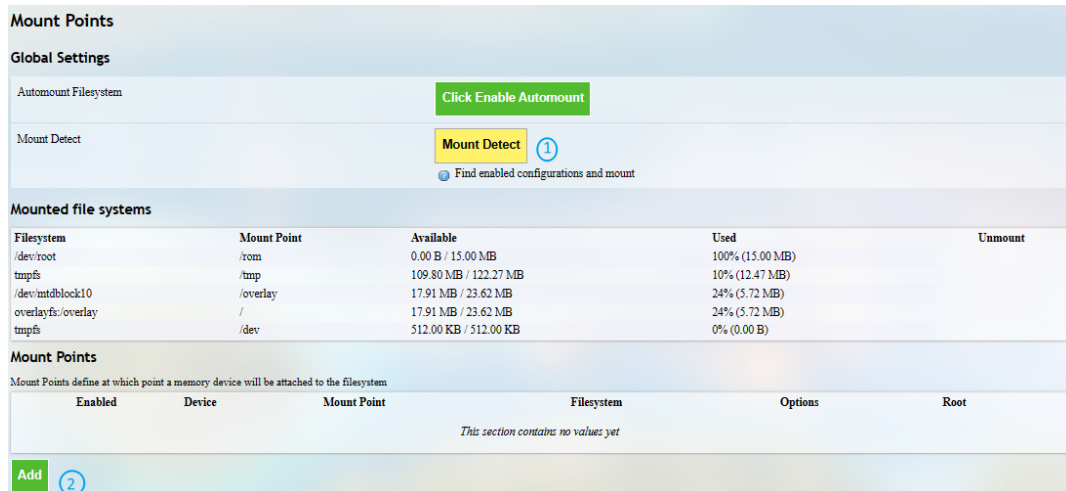 Mount Points
Global Settings
Automount Filesystem
Click Enable Automount
Mount Detect
Mount Detect
1
Find enabled configurations and mount
Mounted file systems
Filesystem Mount Point Available Used Unmount
/dev/root /rom 0.00 B / 15.00 MB 100% (15.00 MB)
tmpfs /tmp 109.80 MB / 122.27 MB 10% (12.47 MB)
/dev/mtdblock10 /overlay 17.91 MB / 23.62 MB 24% (5.72 MB)
overlayfs:/overlay / 17.91 MB / 23.62 MB 24% (5.72 MB)
tmpfs /dev 512.00 KB / 512.00 KB 0% (0.00 B)
Mount Points
Mount Points define at which point a memory device will be attached to the filesystem
Enabled Device Mount Point Filesystem Options Root
This section contains no values yet
Add
2